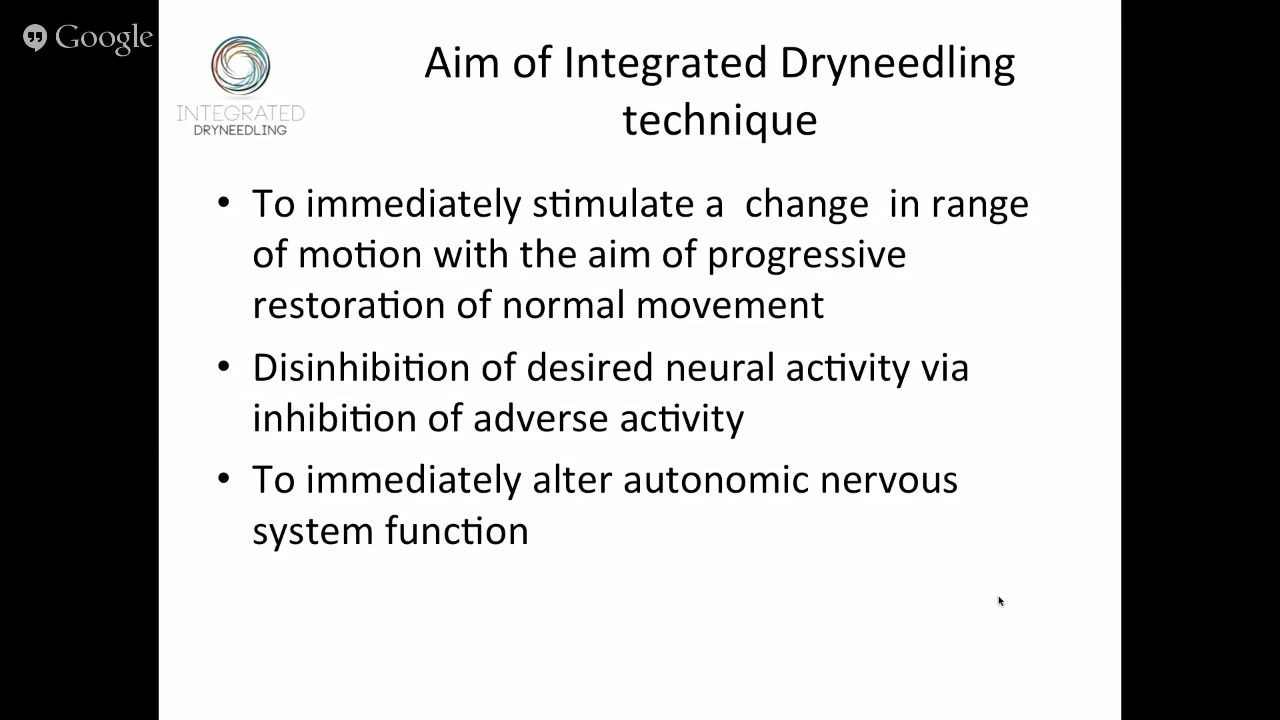 Google
INTEGRATED
DRYNEEDLING
Aim of Integrated Dryneedling
technique
• To immediately stimulate a  change  in range
of motion with the aim of progressive
restoration of normal movement
• Disinhibition of desired neural activity via
inhibition of adverse activity
• To immediately alter autonomic nervous
system function